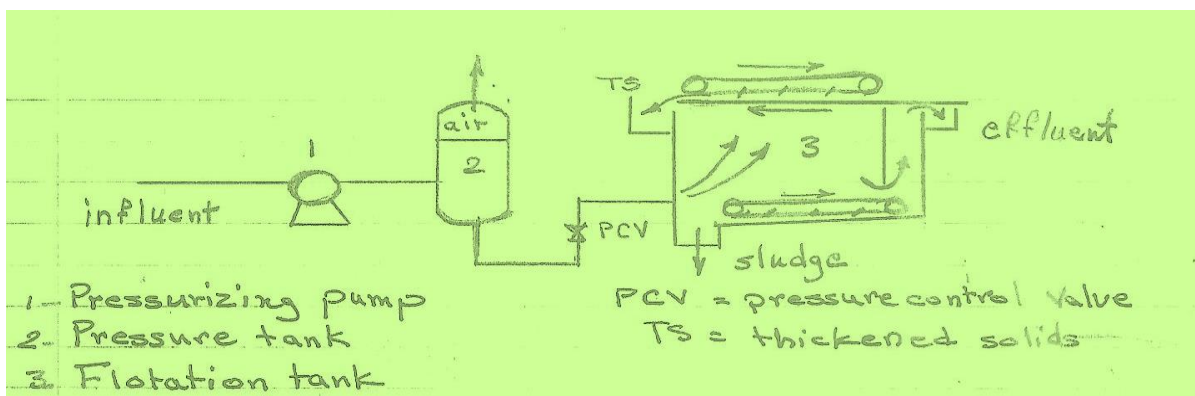 TS
air
effluent
1
2
3
influent
PCV
sludge
1- Pressurizing pump
2- Pressure tank
3 Flotation tank
PCV = pressure control valve
TS = thickened solids